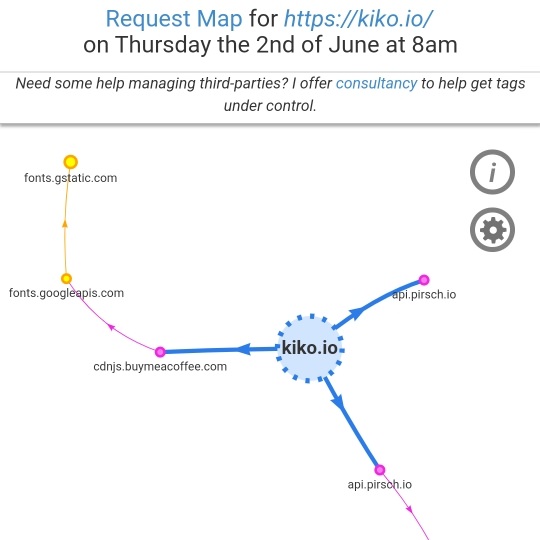 Request Map for https://kiko.io/
on Thursday the 2nd of June at 8am
Need some help managing third-parties? I offer consultancy to help get tags
under control.
fonts.gstatic.com
i
fonts.googleapis.com
api.pirsch.io
kiko.io
cdnjs.buymeacoffee.com
api.pirsch.io